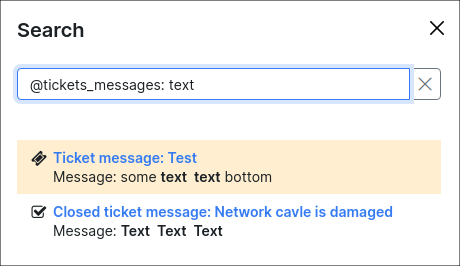 Search
@tickets_messages: text
Ticket message: Test
Message: some text text bottom
Closed ticket message: Network cavle is damaged
Message: Text Text Text